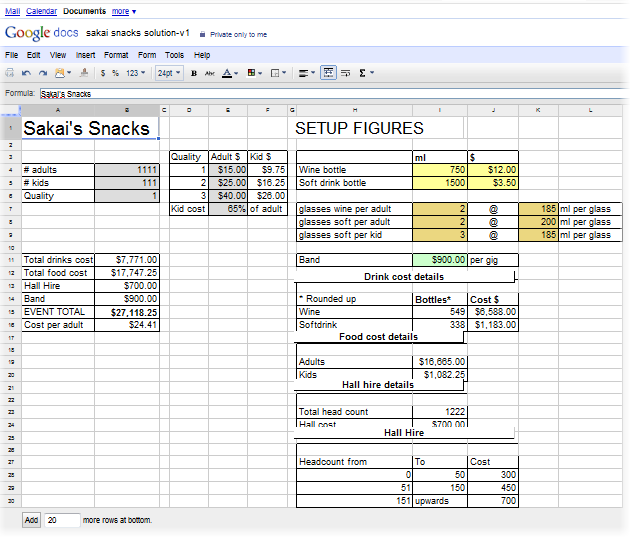 Mail Calendar Documents more ▾
Google docs sakai snacks solution-v1 Private only to me
File Edit View Insert Format Form Tools Help
$ % 123 ▾ 24pt ▾ B Abc A ▾ Σ ▾
Formula: Sakai's Snacks
A B C D E F G H I J K L
1 Sakai's Snacks SETUP FIGURES
2
3 Quality Adult $ Kid $ ml $
4 # adults 1111 1 $15.00 $9.75 Wine bottle 750 $12.00
5 # kids 111 2 $25.00 $16.25 Soft drink bottle 1500 $3.50
6 Quality 1 3 $40.00 $26.00
7 Kid cost 65% of adult glasses wine per adult 2 @ 185 ml per glass
8 glasses soft per adult 2 @ 200 ml per glass
9 glasses soft per kid 3 @ 185 ml per glass
10
11 Total drinks cost $7,771.00 Band $900.00 per gig
12 Total food cost $17,747.25 Drink cost details
13 Hall Hire $700.00
14 Band $900.00 * Rounded up Bottles* Cost $
15 EVENT TOTAL $27,118.25 Wine 549 $6,588.00
16 Cost per adult $24.41 Softdrink 338 $1,183.00
17 Food cost details
18
19 Adults $16,665.00
20 Kids $1,082.25
21 Hall hire details
22
23 Total head count 1222
24 Hall cost $700.00
25 Hall Hire
26
27 Headcount from To Cost
28 0 50 300
29 51 150 450
30 151 upwards 700
Add 20 more rows at bottom.